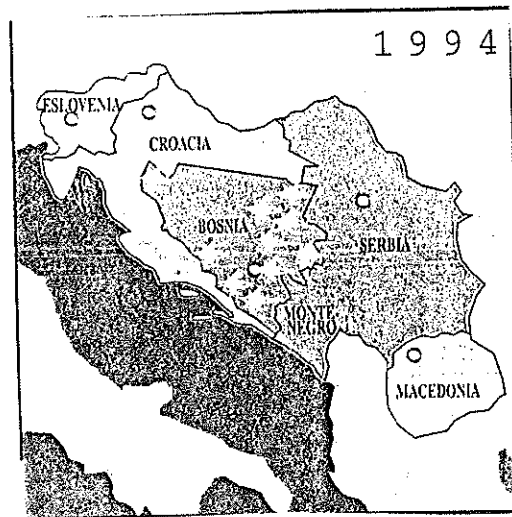 1994
ESLOVENIA
CROACIA
BOSNIA
SERBIA
MONTE
NEGRO
MACEDONIA